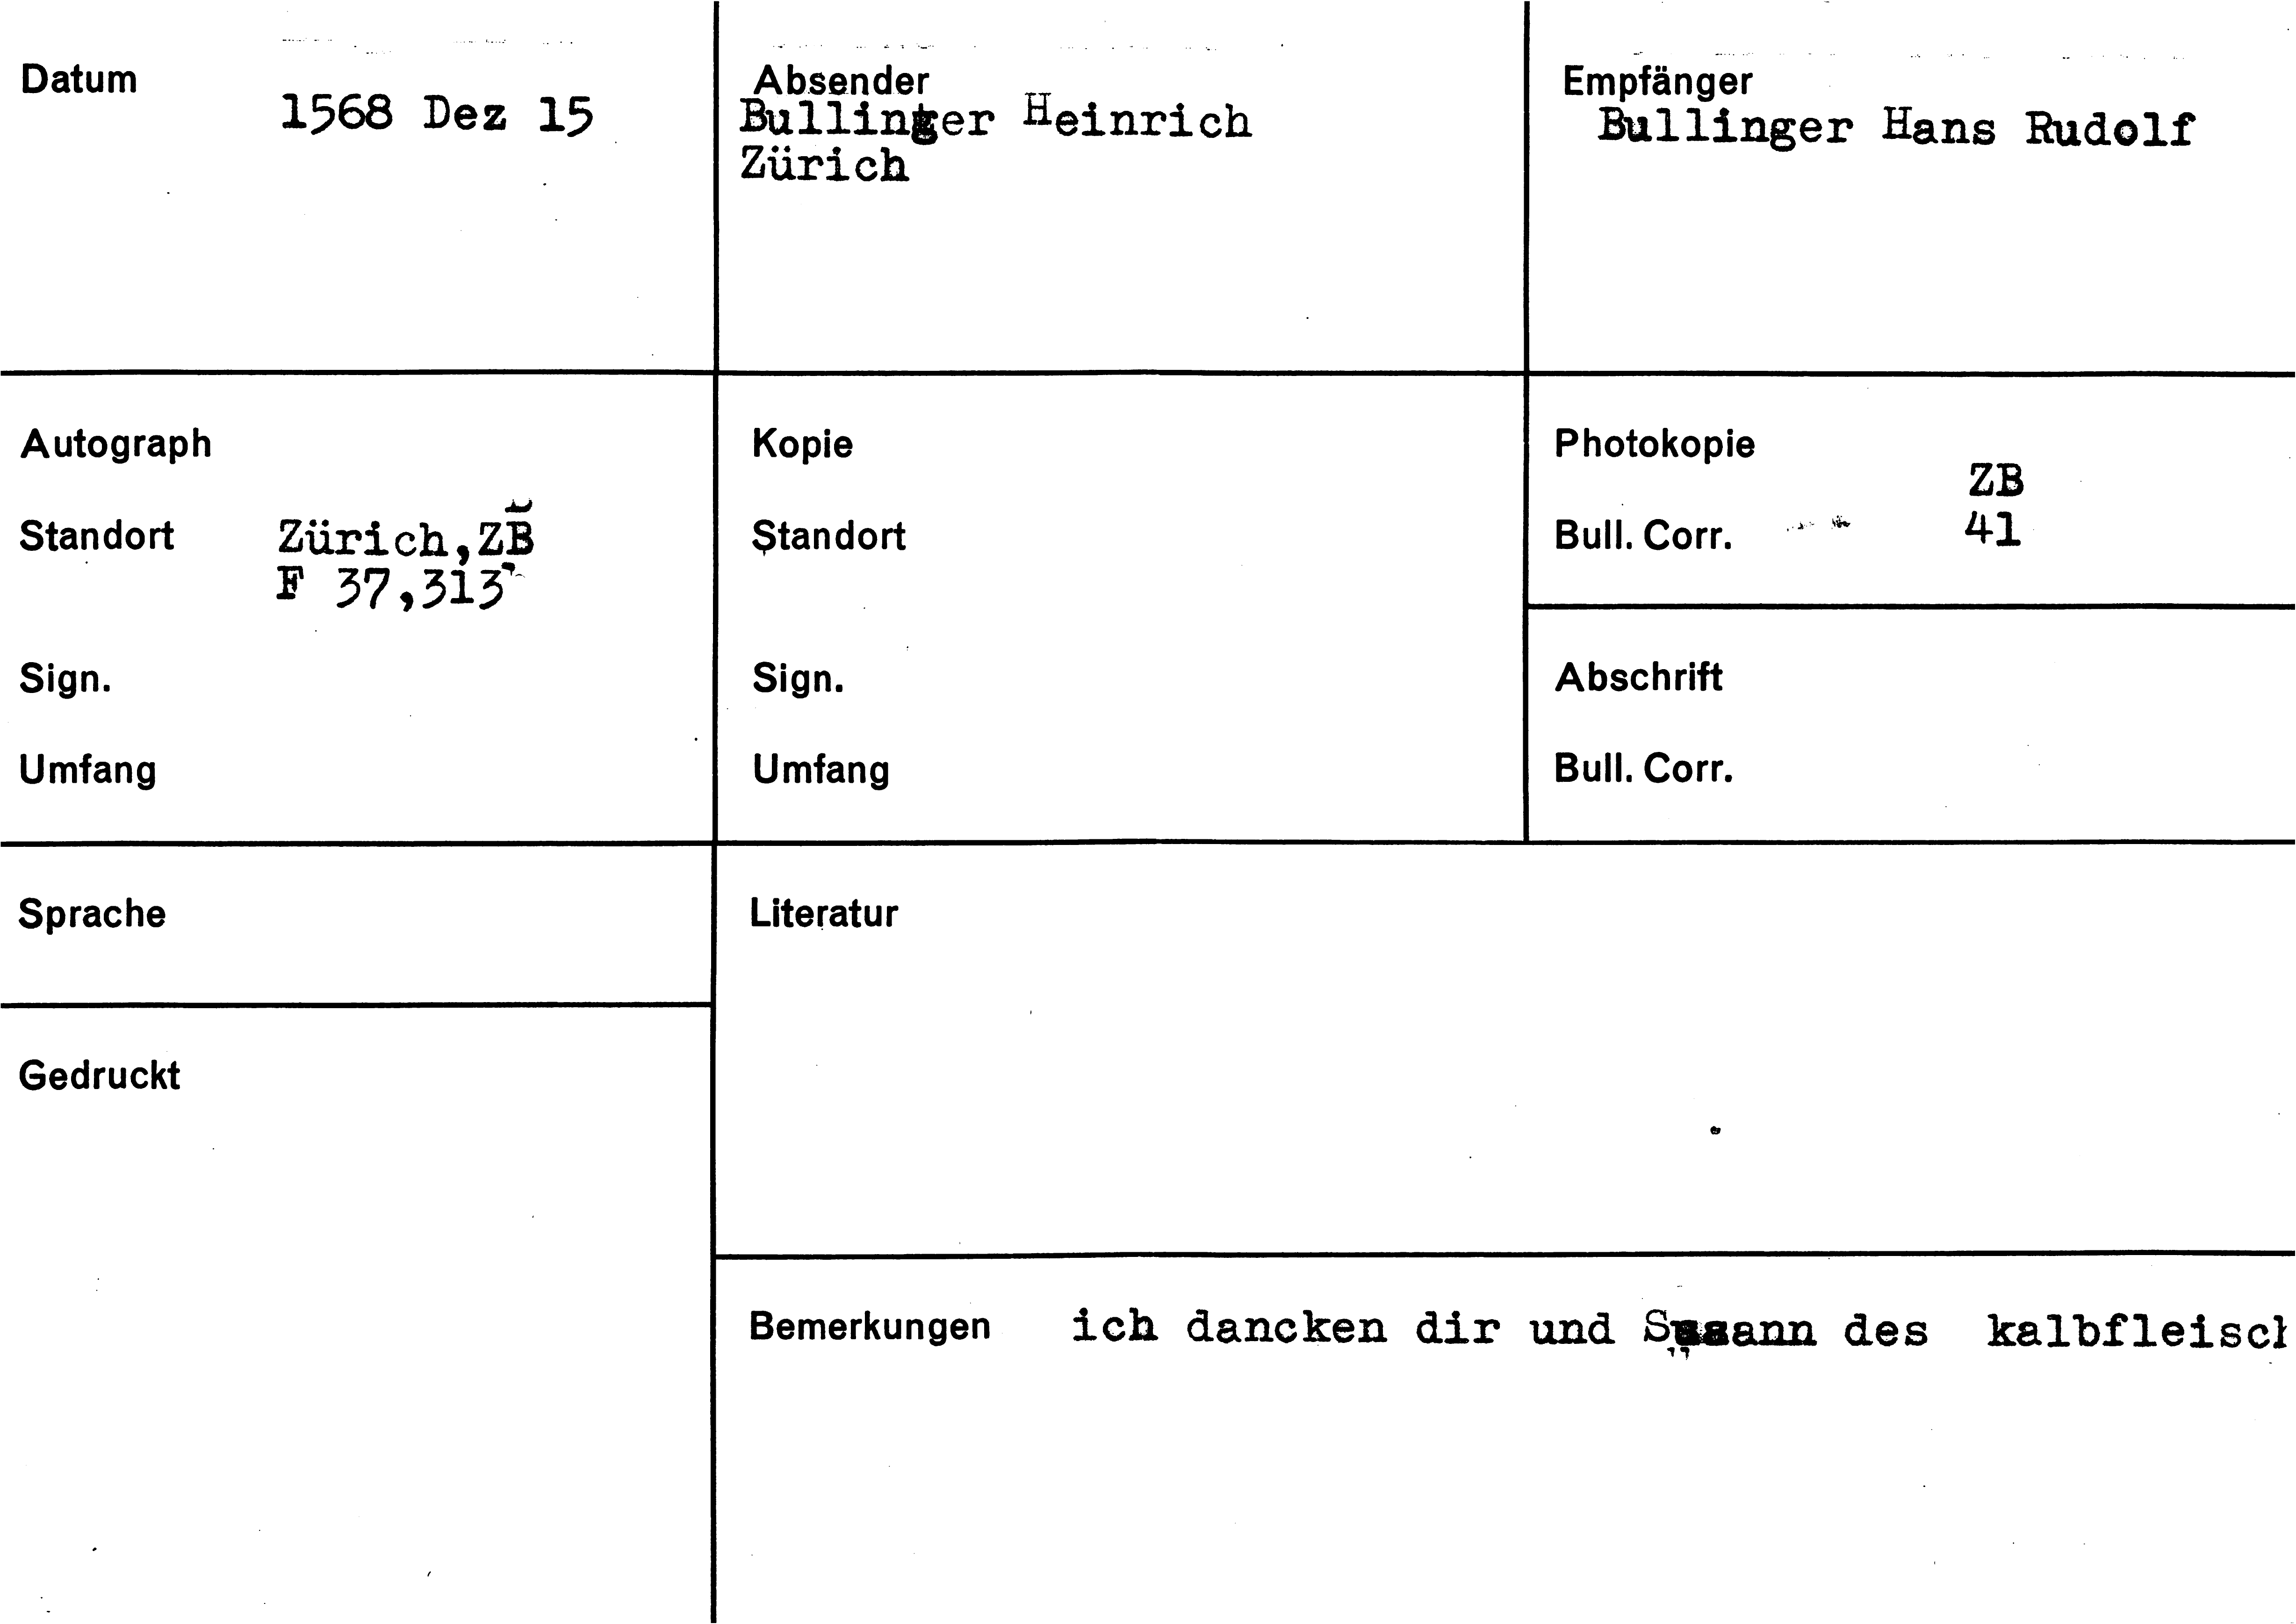 Datum
1568 Dez 15
Absender
Bullinger Heinrich
Zürich
Empfänger
Bullinger Hans Rudolf
Autograph
Standort Zürich,ZB
F 37,313
Sign.
Umfang
Kopie
Standort
Sign.
Umfang
Photokopie
ZB
Bull. Corr. 41
Abschrift
Bull. Corr.
Sprache
Gedruckt
Literatur
Bemerkungen ich dancken dir und Susann des kalbfleisch